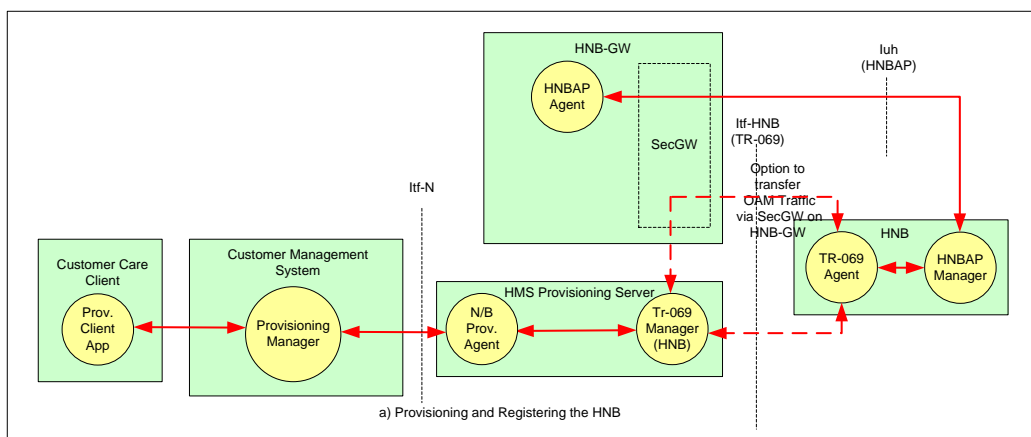 HNB-GW
HNBAP
Agent
SecGW
Iuh
(HNBAP)
Itf-HNB
(TR-069)
Option to
transfer
OAM Traffic
via SecGW on
HNB-GW
Itf-N
HNB
TR-069
Agent
HNBAP
Manager
Customer Care
Client
Prov.
Client
App
Customer Management
System
Provisioning
Manager
HMS Provisioning Server
N/B
Prov.
Agent
Tr-069
Manager
(HNB)
a) Provisioning and Registering the HNB